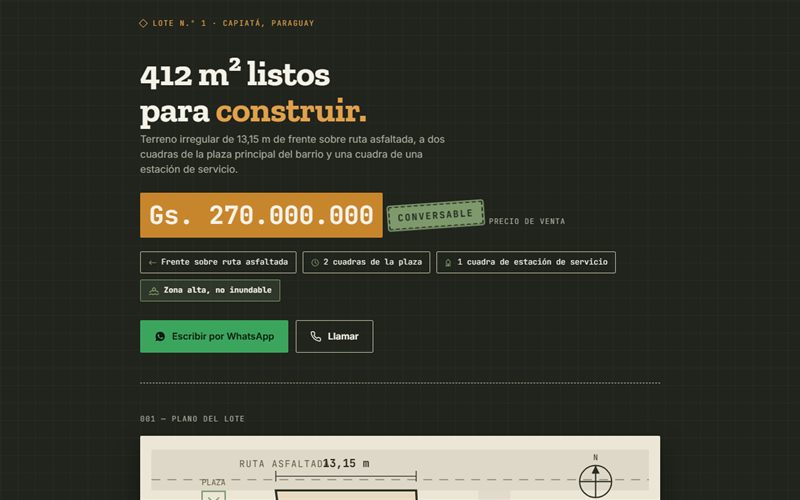 LOTE N.° 1 · CAPIATÁ, PARAGUAY
412 m² listos
para construir.
Terreno irregular de 13,15 m de frente sobre ruta asfaltada, a dos
cuadras de la plaza principal del barrio y una cuadra de una
estación de servicio.
Gs. 270.000.000 CONVERSABLE PRECIO DE VENTA
← Frente sobre ruta asfaltada 2 cuadras de la plaza 1 cuadra de estación de servicio
Zona alta, no inundable
Escribir por WhatsApp Llamar
001 — PLANO DEL LOTE
RUTA ASFALTAD 13,15 m N
PLAZA